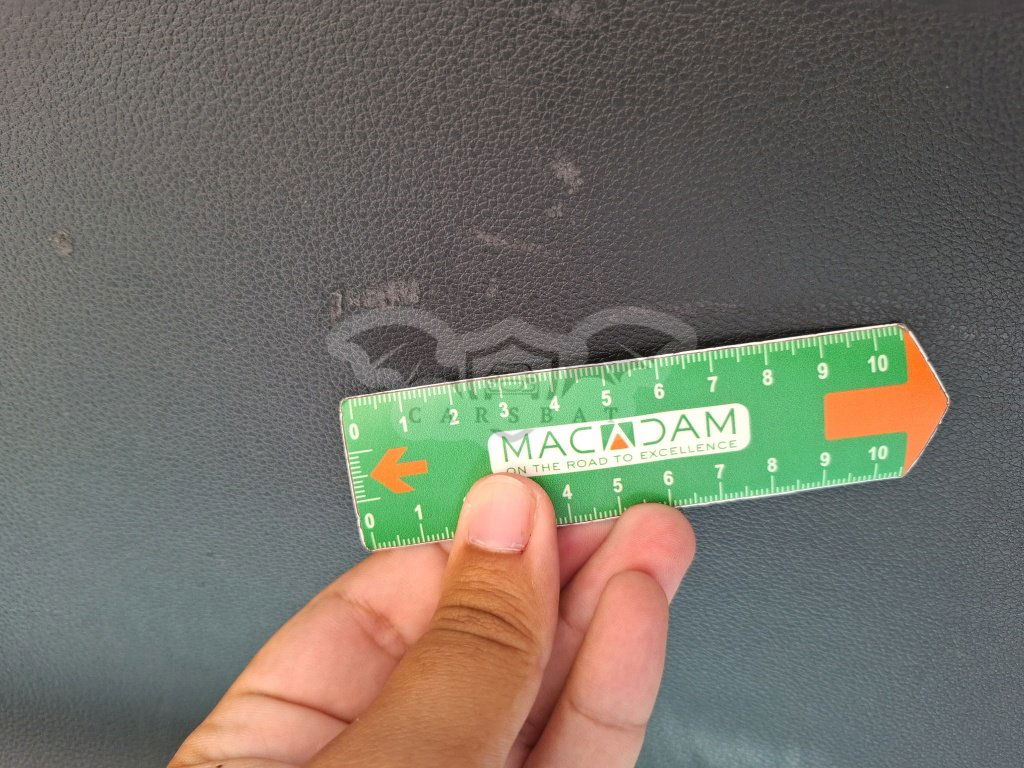 0 1 2 3 4 5 6 7 8 9 10
CARSBAT
MACADAM
ON THE ROAD TO EXCELLENCE
0 1 4 5 6 7 8 9 10